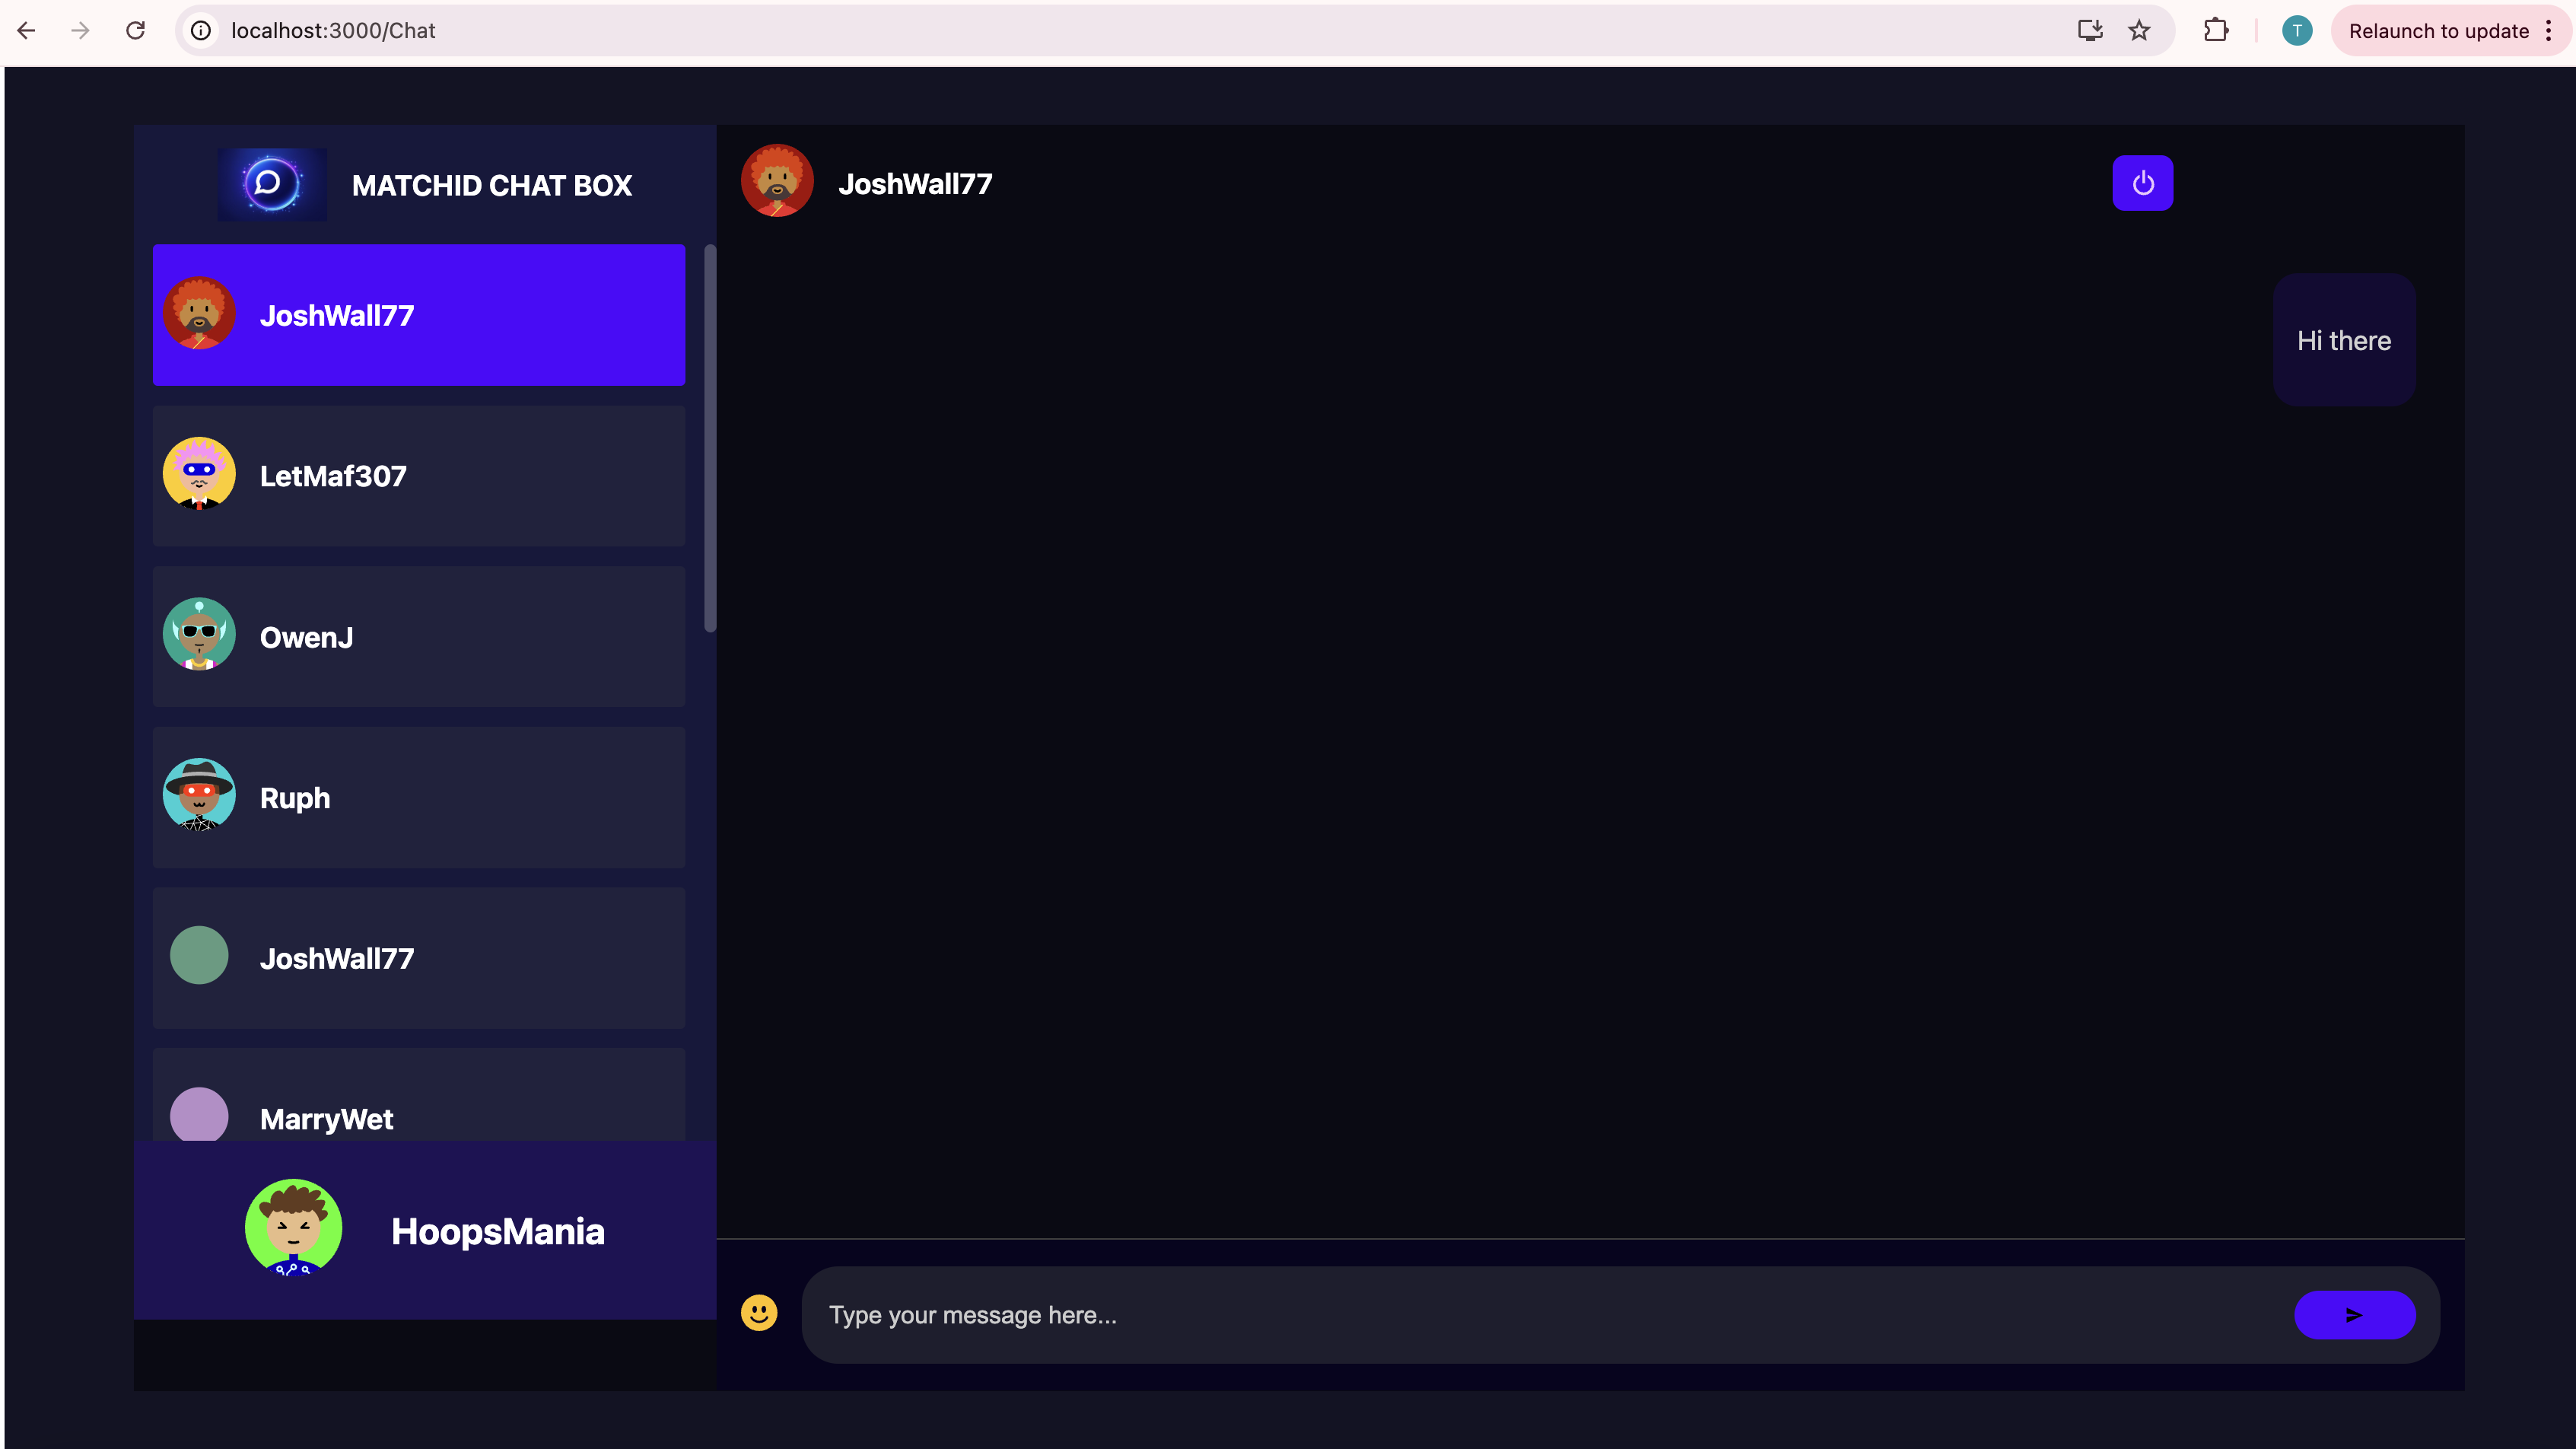 localhost:3000/Chat
T
Relaunch to update
MATCHID CHAT BOX
JoshWall77
LetMaf307
OwenJ
Ruph
JoshWall77
MarryWet
HoopsMania
JoshWall77
Hi there
Type your message here...